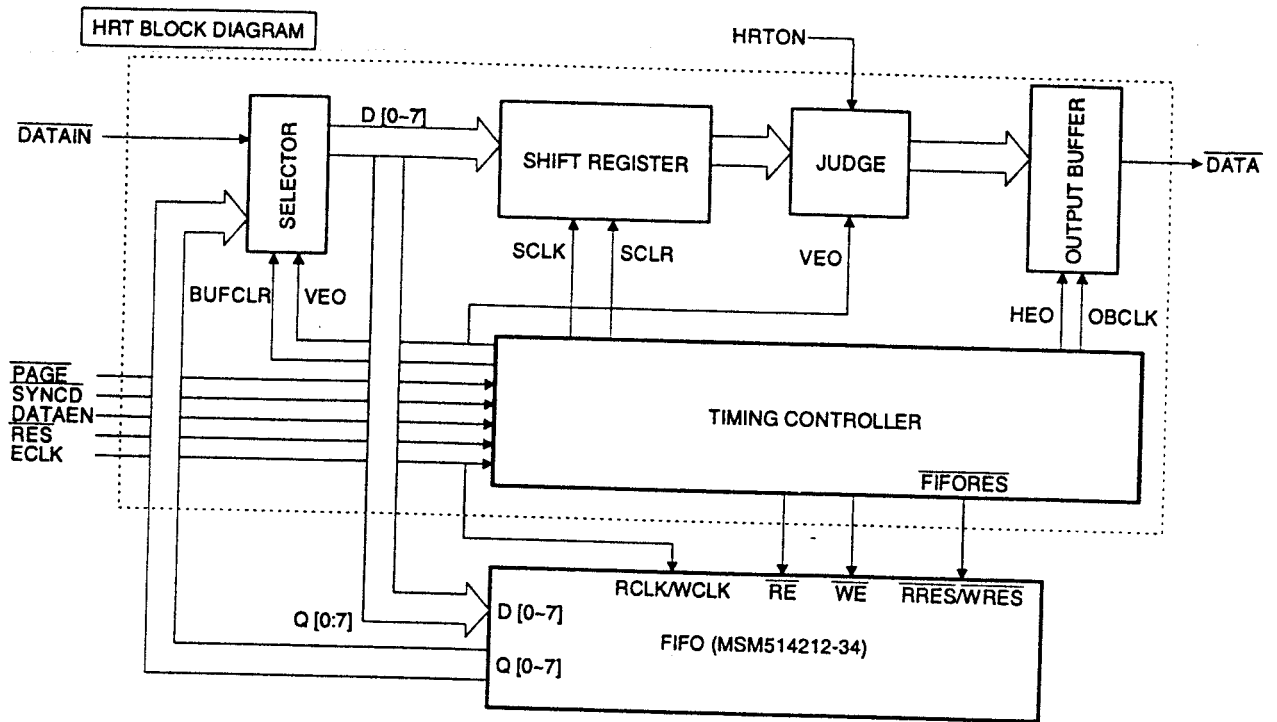 HRT BLOCK DIAGRAM
HRTON
DATAIN
SELECTOR
D [0~7]
SHIFT REGISTER
JUDGE
OUTPUT BUFFER
DATA
BUFCLR
VEO
SCLK
SCLR
VEO
HEO
OBCLK
PAGE
SYNCD
DATAEN
RES
ECLK
TIMING CONTROLLER
FIFORES
RCLK/WCLK
RE
WE
RRES/WRES
Q [0:7]
D [0~7]
FIFO (MSM514212-34)
Q [0~7]